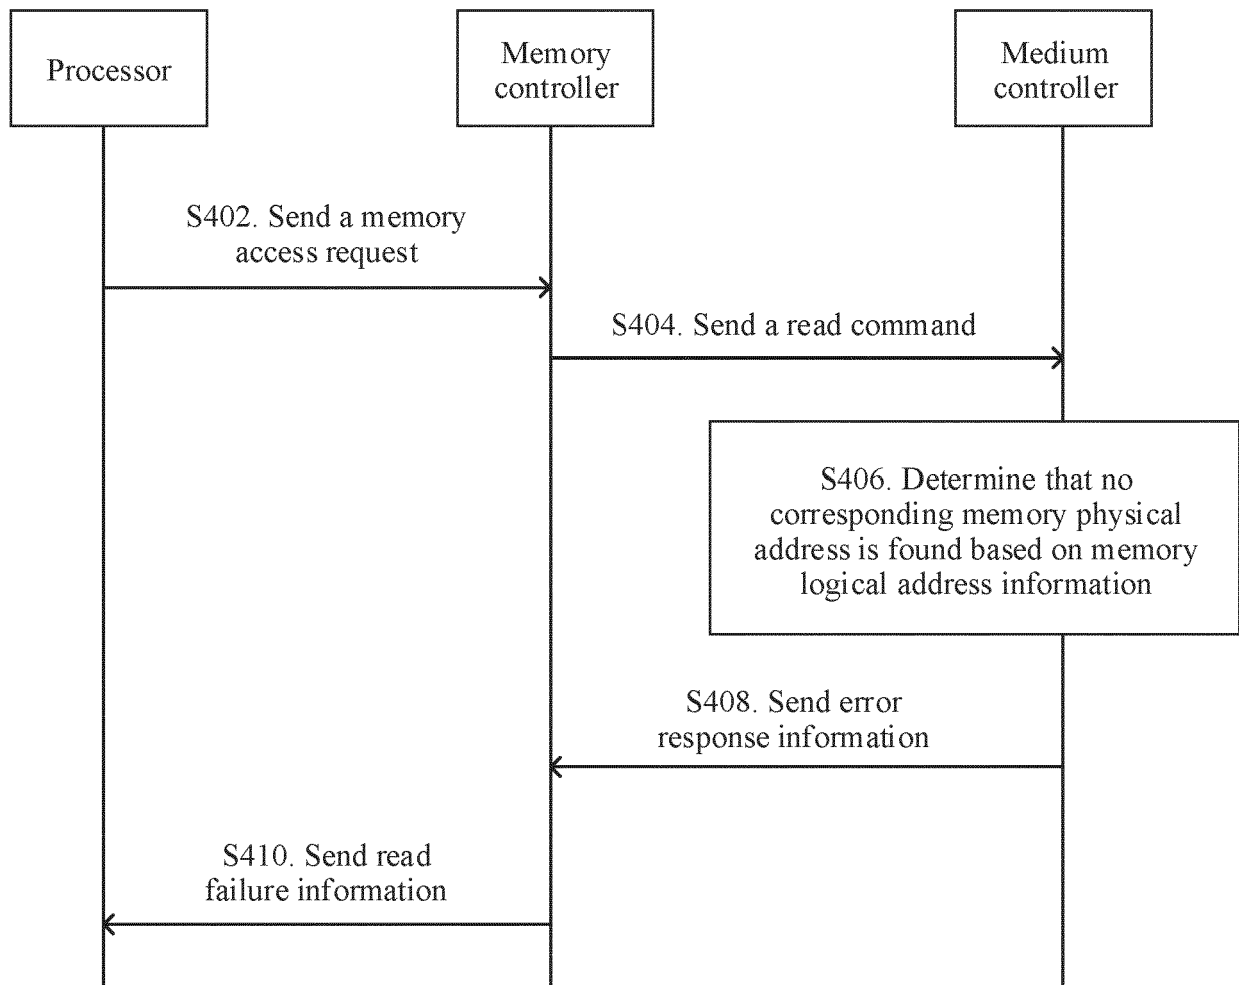 Processor
Memory
controller
Medium
controller
S402. Send a memory
access request
S404. Send a read command
S406. Determine that no
corresponding memory physical
address is found based on memory
logical address information
S408. Send error
response information
S410. Send read
failure information